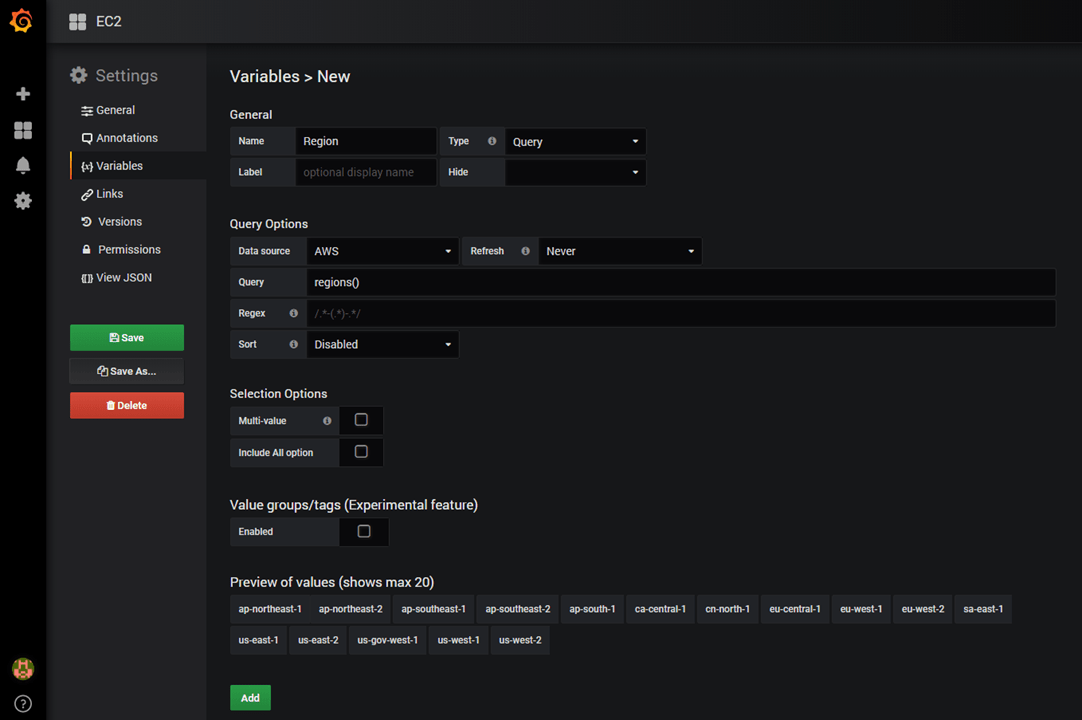 EC2
Settings
General
Annotations
{x} Variables
Links
Versions
Permissions
{[]} View JSON
Save
Save As...
Delete
Variables > New
General
Name Region Type Query
Label optional display name Hide
Query Options
Data source AWS Refresh Never
Query regions()
Regex /.*-(.*)-.*/
Sort Disabled
Selection Options
Multi-value
Include All option
Value groups/tags (Experimental feature)
Enabled
Preview of values (shows max 20)
ap-northeast-1 ap-northeast-2 ap-southeast-1 ap-southeast-2 ap-south-1 ca-central-1 cn-north-1 eu-central-1 eu-west-1 eu-west-2 sa-east-1
us-east-1 us-east-2 us-gov-west-1 us-west-1 us-west-2
Add